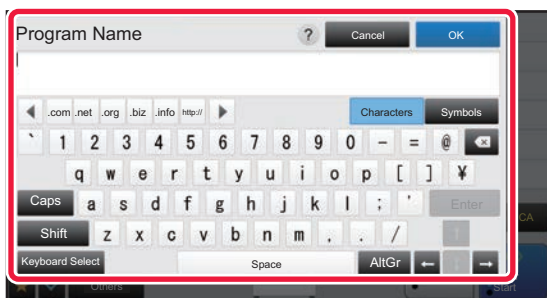 Program Name ? Cancel OK
.com .net .org .biz .info http:// Characters Symbols
` 1 2 3 4 5 6 7 8 9 0 - = @
q w e r t y u i o p [ ] ¥
Caps a s d f g h j k l ; ' Enter
CA
Shift z x c v b n m , . /
Keyboard Select Space AltGr ← ↓ →
Others Start